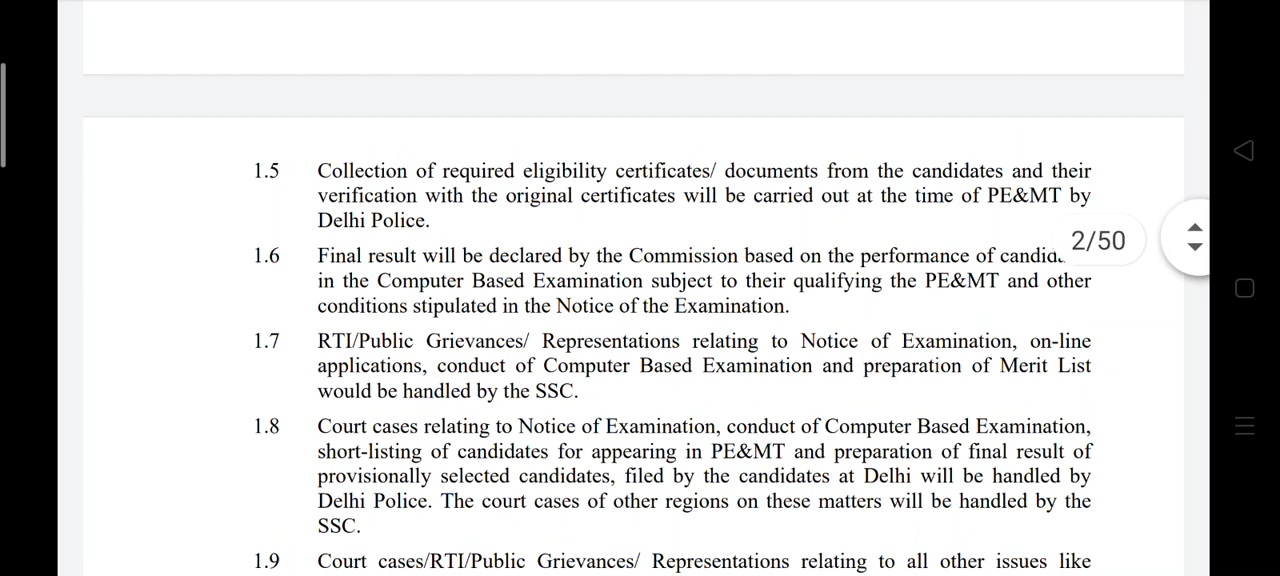 1.5 Collection of required eligibility certificates/ documents from the candidates and their
verification with the original certificates will be carried out at the time of PE&MT by
Delhi Police.
2/50
1.6 Final result will be declared by the Commission based on the performance of
in the Computer Based Examination subject to their qualifying the PE&MT and other
conditions stipulated in the Notice of the Examination.
1.7 RTI/Public Grievances/ Representations relating to Notice of Examination, on-line
applications, conduct of Computer Based Examination and preparation of Merit List
would be handled by the SSC.
1.8 Court cases relating to Notice of Examination, conduct of Computer Based Examination,
short-listing of candidates for appearing in PE&MT and preparation of final result of
provisionally selected candidates, filed by the candidates at Delhi will be handled by
Delhi Police. The court cases of other regions on these matters will be handled by the
SSC.
1.9 Court cases/RTI/Public Grievances/ Representations relating to all other issues like